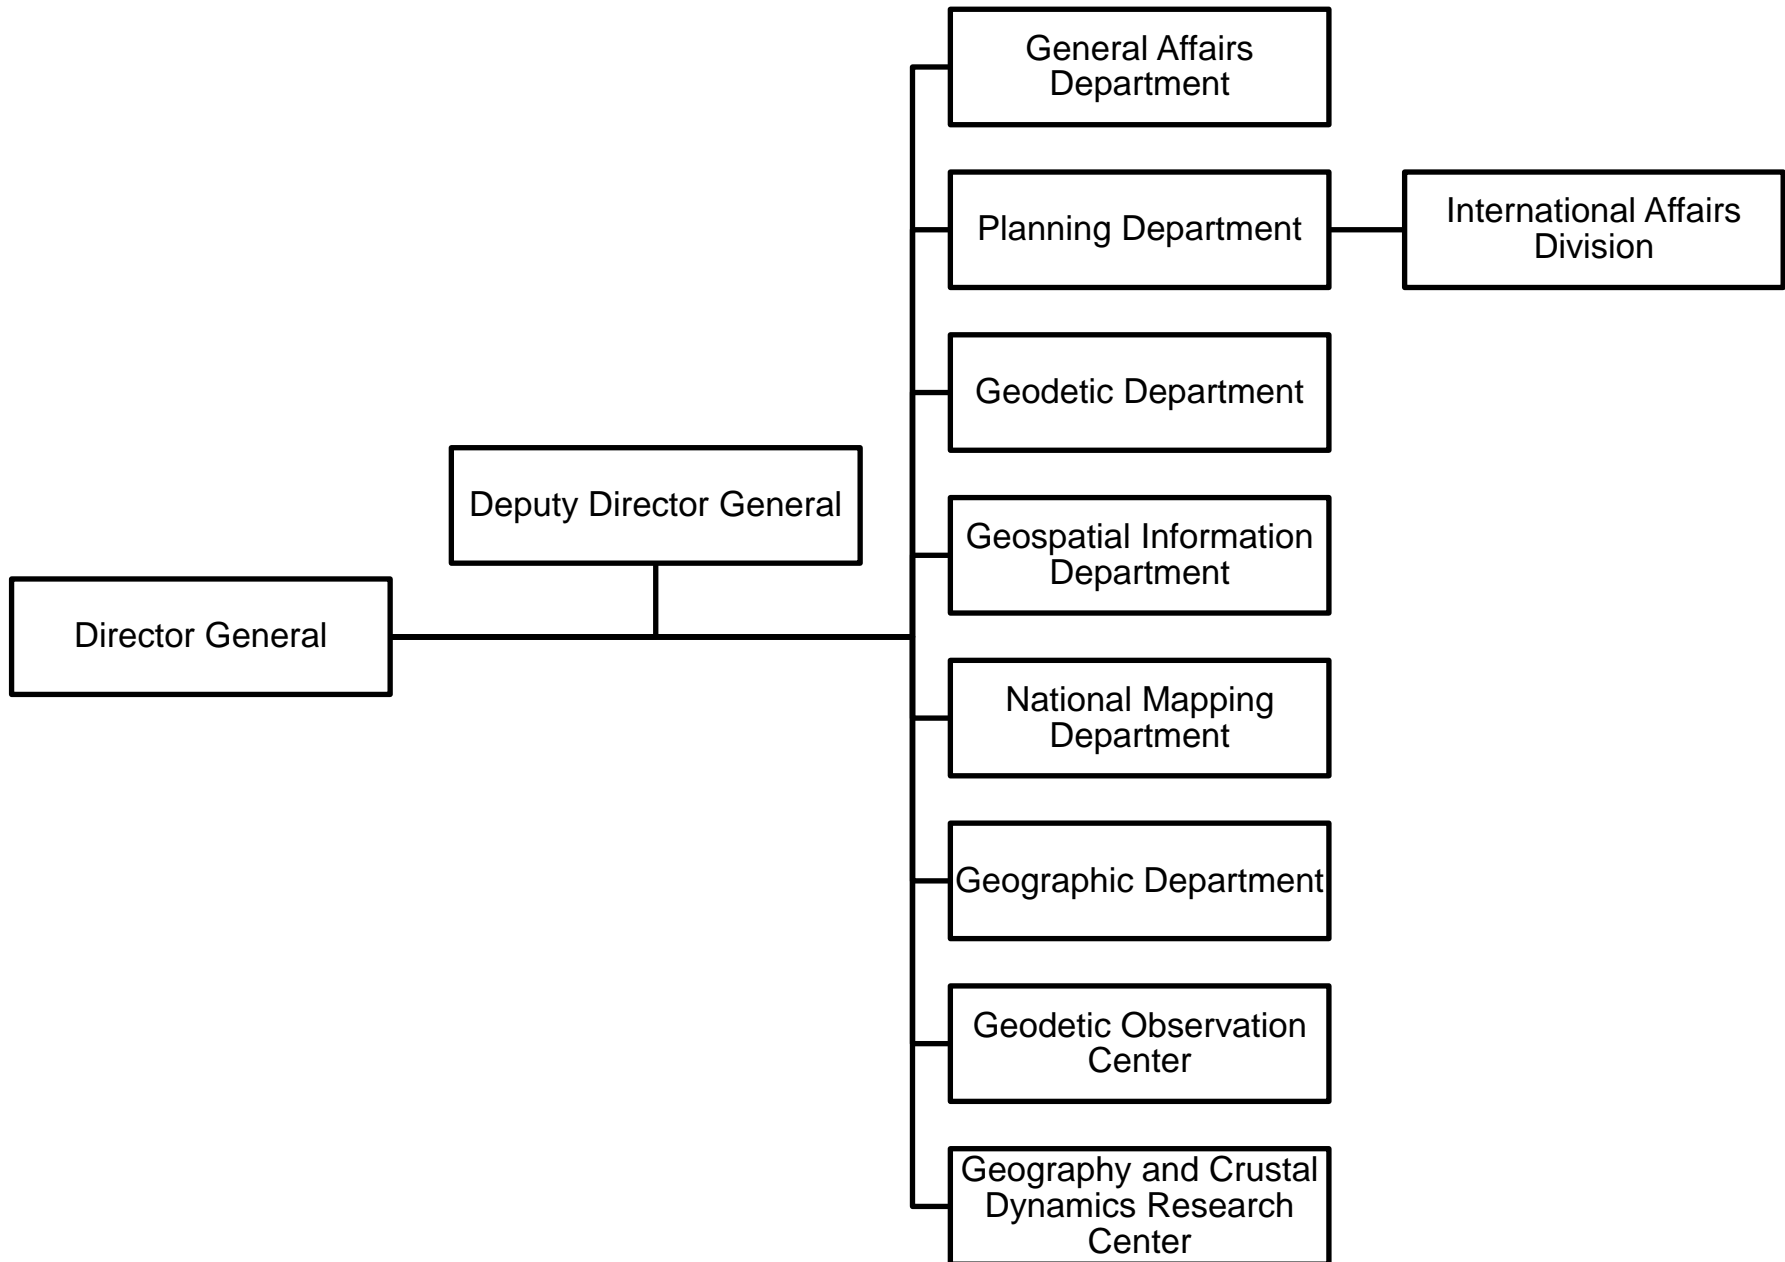 General Affairs
Department
Planning Department
International Affairs
Division
Geodetic Department
Deputy Director General
Geospatial Information
Department
Director General
National Mapping
Department
Geographic Department
Geodetic Observation
Center
Geography and Crustal
Dynamics Research
Center